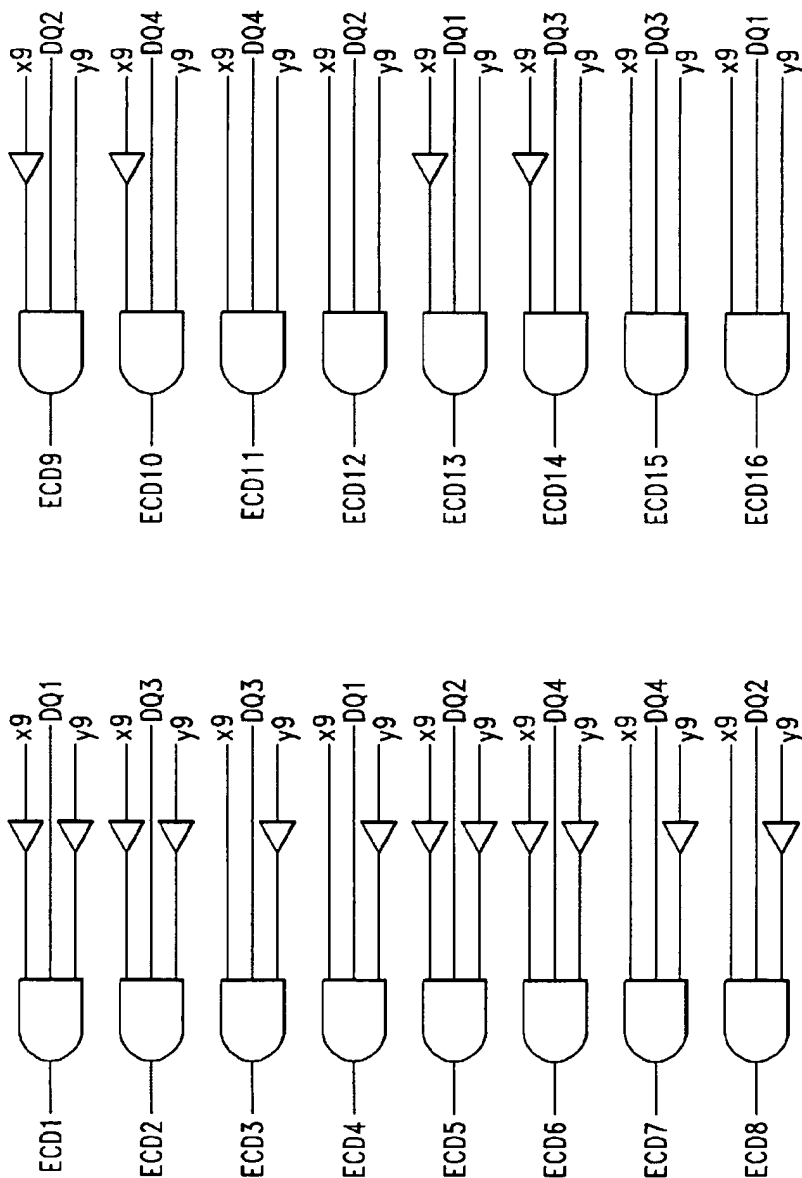 x9
ECD9 DQ2
y9
x9
ECD10 DQ4
y9
x9
ECD11 DQ4
y9
x9
ECD12 DQ2
y9
x9
ECD13 DQ1
y9
x9
ECD14 DQ3
y9
x9
ECD15 DQ3
y9
x9
ECD16 DQ1
y9
x9
ECD1 DQ1
y9
x9
ECD2 DQ3
y9
x9
ECD3 DQ3
y9
x9
ECD4 DQ1
y9
x9
ECD5 DQ2
y9
x9
ECD6 DQ4
y9
x9
ECD7 DQ4
y9
x9
ECD8 DQ2
y9